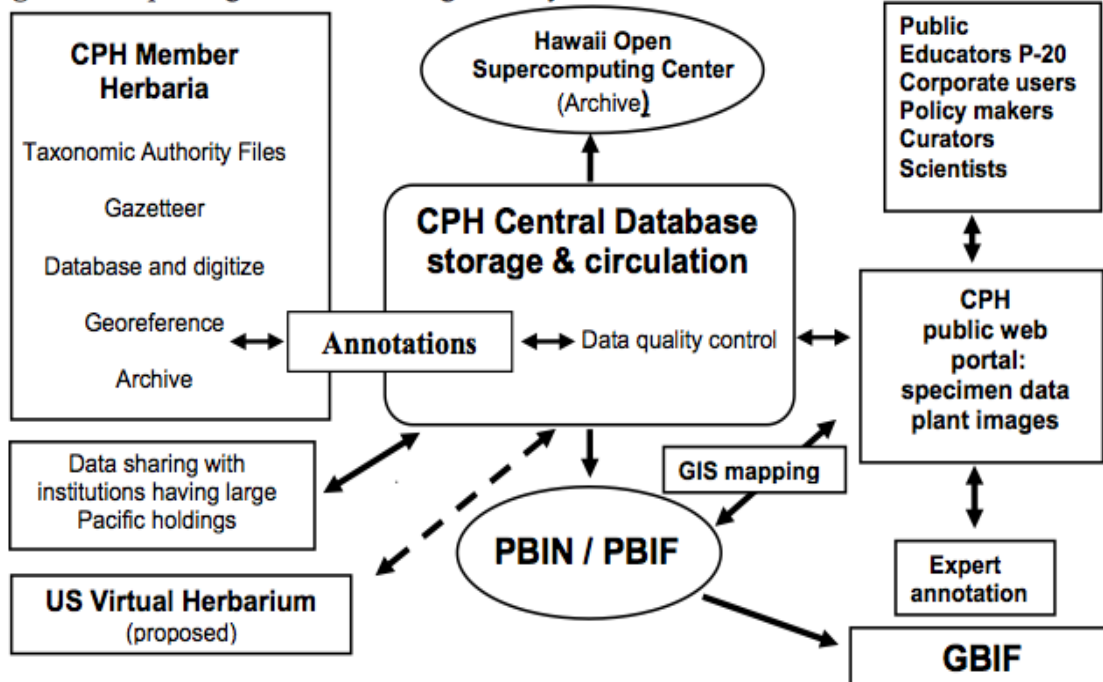 CPH Member
Herbaria
Taxonomic Authority Files
Gazetteer
Database and digitize
Georeference
Archive
Annotations
Hawaii Open
Supercomputing Center
(Archive)
CPH Central Database
storage & circulation
Data quality control
Public
Educators P-20
Corporate users
Policy makers
Curators
Scientists
CPH
public web
portal:
specimen data
plant images
GIS mapping
Data sharing with
institutions having large
Pacific holdings
US Virtual Herbarium
(proposed)
PBIN / PBIF
Expert
annotation
GBIF